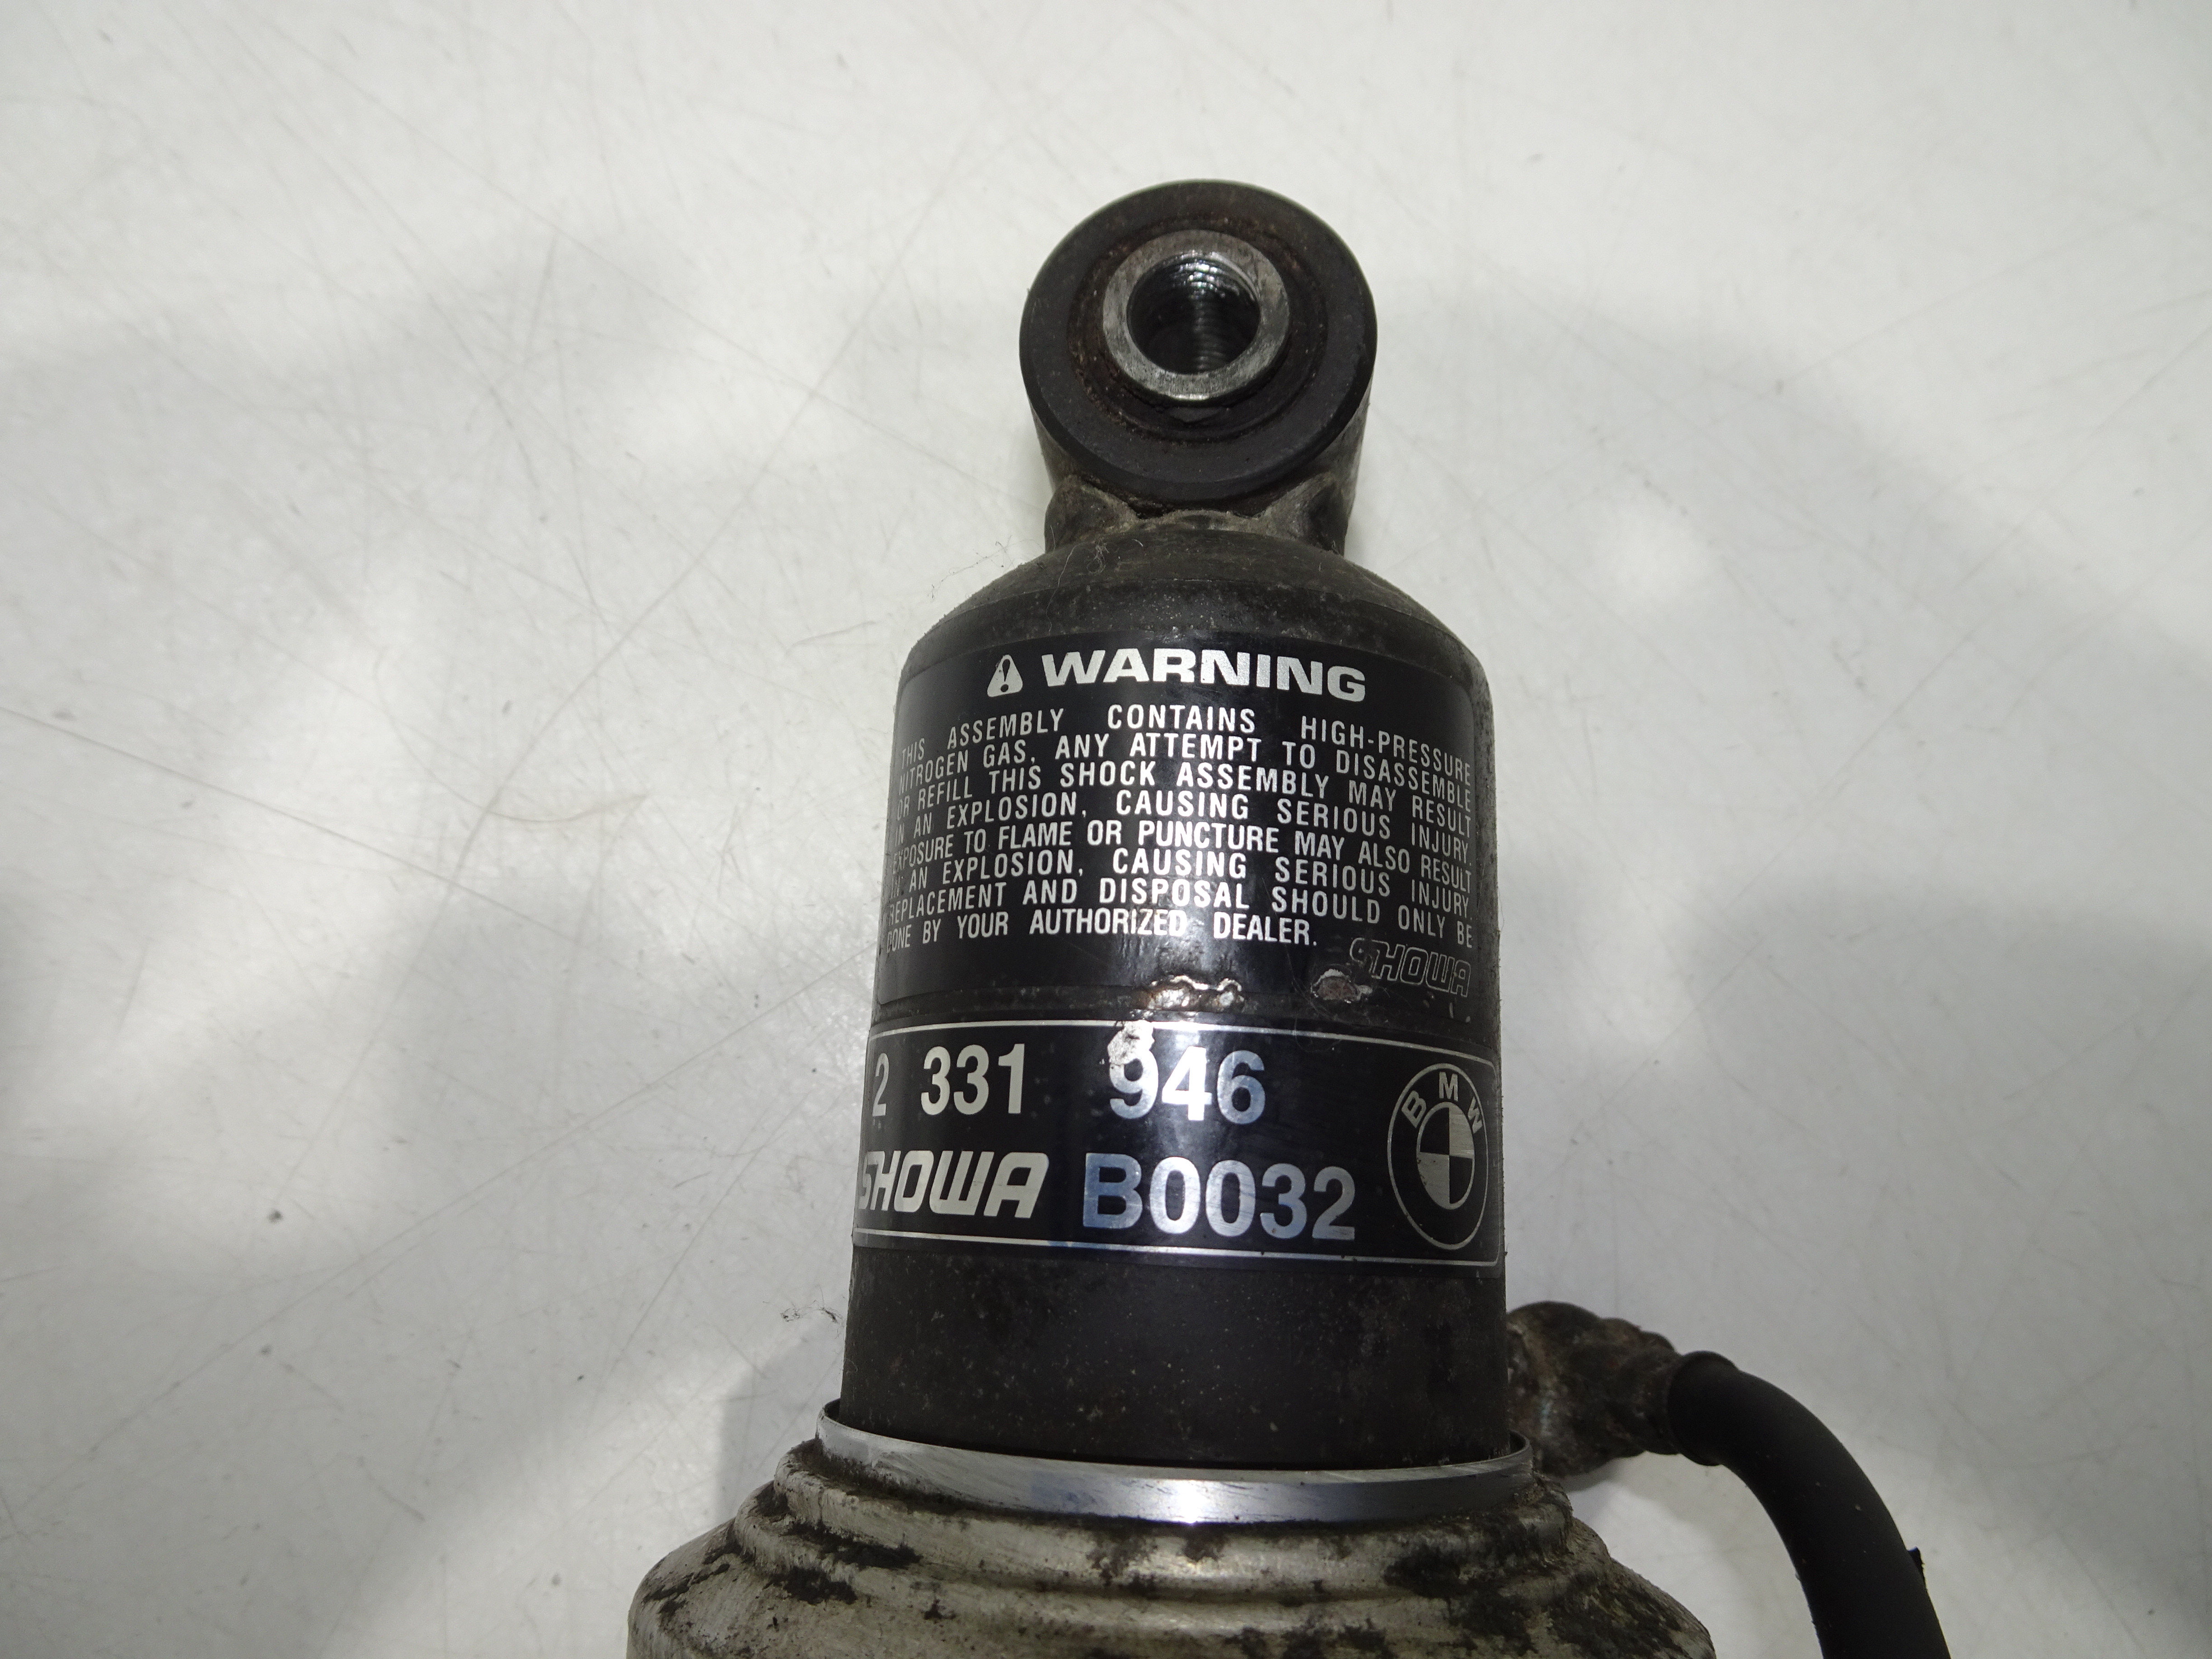 WARNING
THIS ASSEMBLY CONTAINS HIGH-PRESSURE
NITROGEN GAS. ANY ATTEMPT TO DISASSEMBLE
OR REFILL THIS SHOCK ASSEMBLY MAY RESULT
IN AN EXPLOSION, CAUSING SERIOUS INJURY.
EXPOSURE TO FLAME OR PUNCTURE MAY ALSO RESULT
IN AN EXPLOSION, CAUSING SERIOUS INJURY.
REPLACEMENT AND DISPOSAL SHOULD ONLY BE
DONE BY YOUR AUTHORIZED DEALER.
SHOWA
2 331 946
SHOWA B0032
BMW